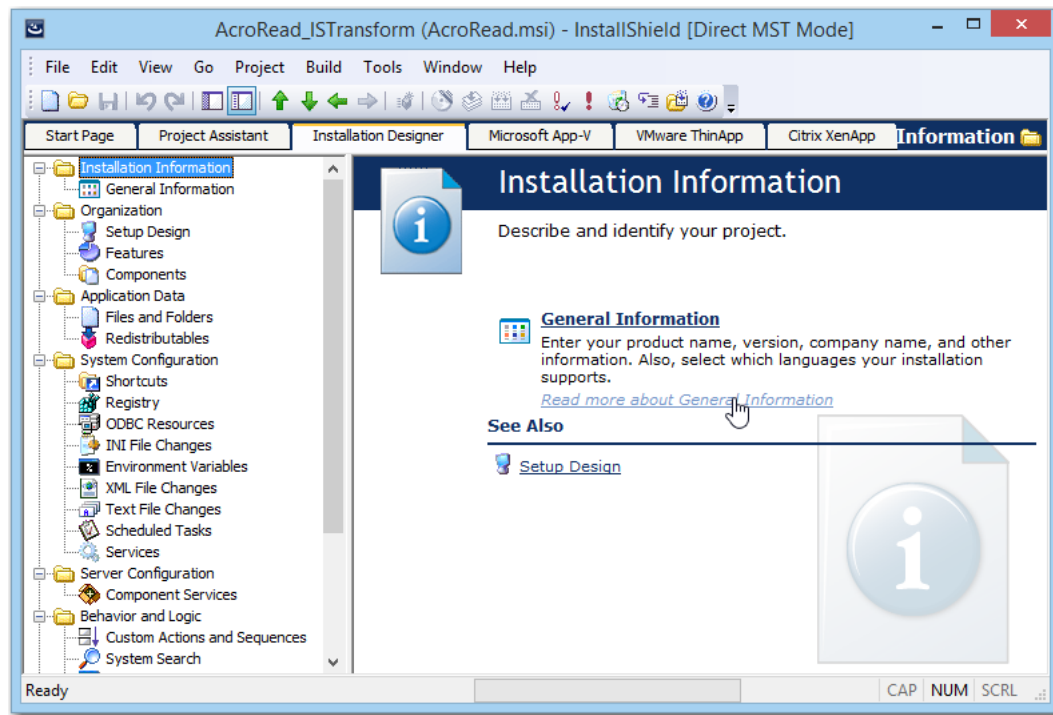 AcroRead_ISTransform (AcroRead.msi) - InstallShield [Direct MST Mode]
File Edit View Go Project Build Tools Window Help
Start Page Project Assistant Installation Designer Microsoft App-V VMware ThinApp Citrix XenApp Information
Installation Information
General Information
Organization
Setup Design
Features
Components
Application Data
Files and Folders
Redistributables
System Configuration
Shortcuts
Registry
ODBC Resources
INI File Changes
Environment Variables
XML File Changes
Text File Changes
Scheduled Tasks
Services
Server Configuration
Component Services
Behavior and Logic
Custom Actions and Sequences
System Search
Installation Information
Describe and identify your project.
General Information
Enter your product name, version, company name, and other
information. Also, select which languages your installation
supports.
Read more about General Information
See Also
Setup Design
Ready
CAP NUM SCRL